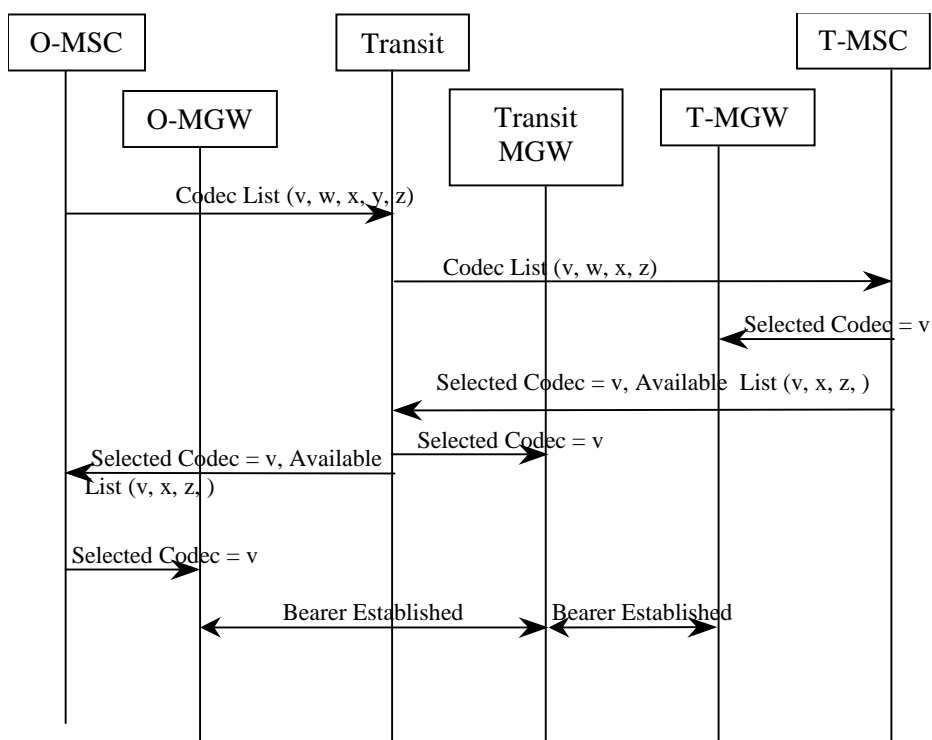 O-MSC
Transit
T-MSC
O-MGW
Transit
MGW
T-MGW
Codec List (v, w, x, y, z)
Codec List (v, w, x, z)
Selected Codec = v
Selected Codec = v, Available List (v, x, z, )
Selected Codec = v
Selected Codec = v, Available
List (v, x, z, )
Selected Codec = v
Bearer Established
Bearer Established